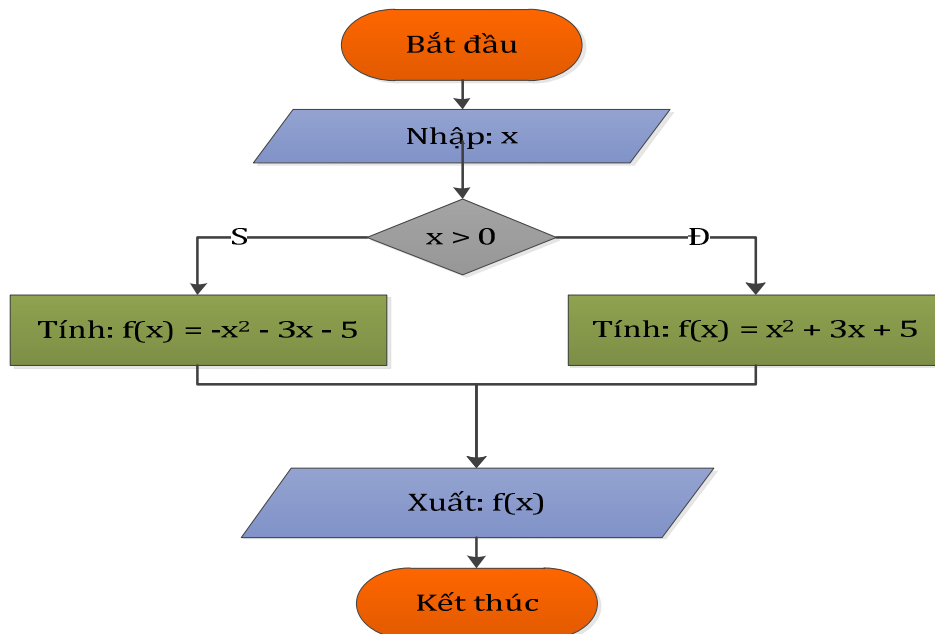 Bắt đầu
Nhập: x
x > 0
S
Đ
Tính: f(x) = -x² - 3x - 5
Tính: f(x) = x² + 3x + 5
Xuất: f(x)
Kết thúc